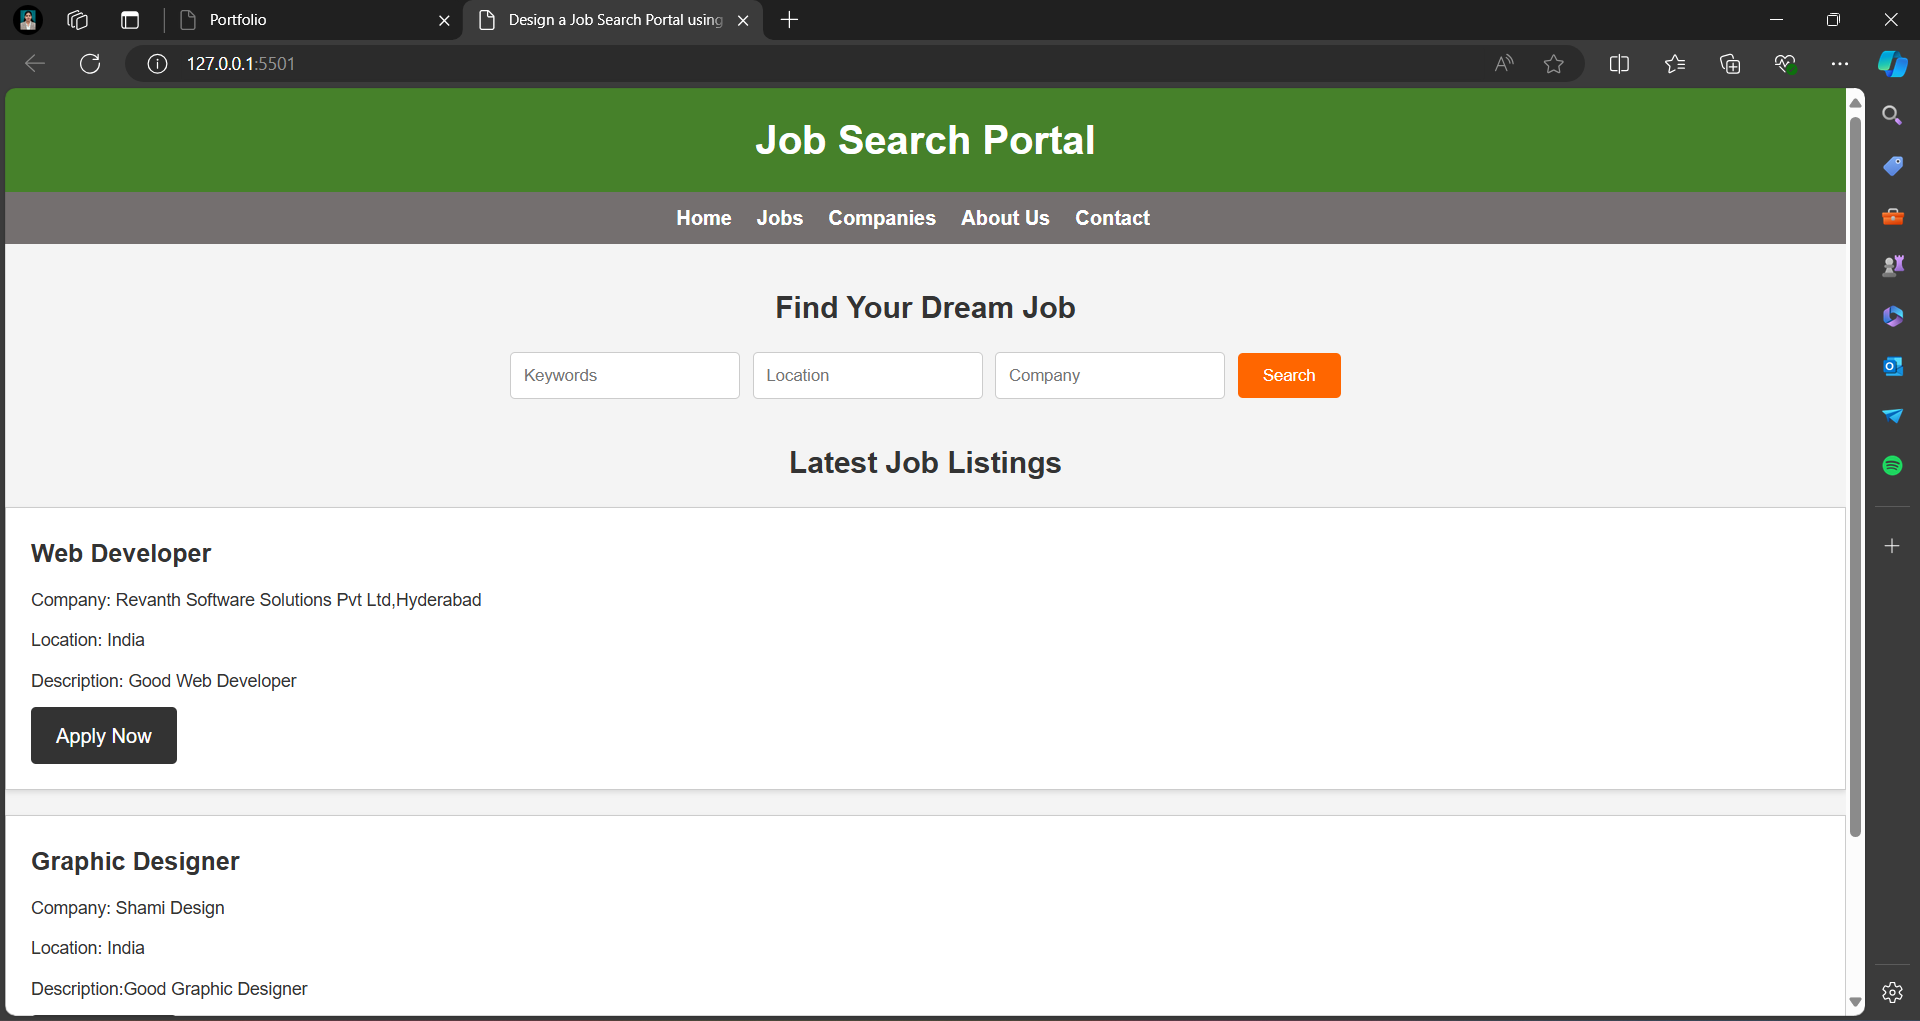 Portfolio
Design a Job Search Portal using
127.0.0.1:5501
Job Search Portal
Home Jobs Companies About Us Contact
Find Your Dream Job
Keywords Location Company Search
Latest Job Listings
Web Developer
Company: Revanth Software Solutions Pvt Ltd,Hyderabad
Location: India
Description: Good Web Developer
Apply Now
Graphic Designer
Company: Shami Design
Location: India
Description:Good Graphic Designer